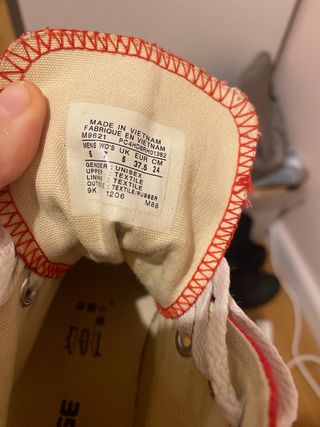 MADE IN VIETNAM
FABRIQUE EN VIETNAM
M9621
MENS WO'S UK EUR CM
5 7 5 37.5 24
GENDER : UNISEX
UPPER : TEXTILE
LINING : TEXTILE
OUTSOLE : TEXTILE/RUBBER
9K 1206 M88